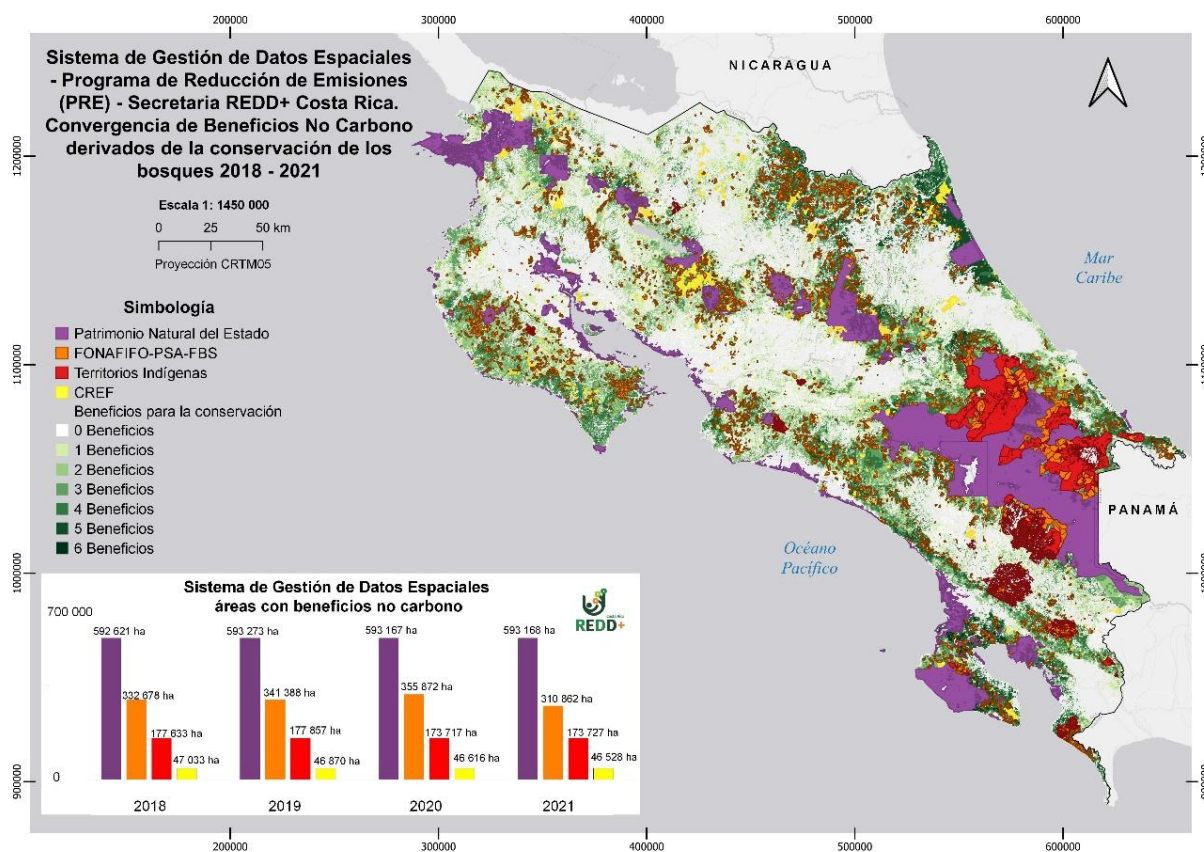 200000
300000
400000
500000
600000
Sistema de Gestión de Datos Espaciales
- Programa de Reducción de Emisiones
(PRE) - Secretaria REDD+ Costa Rica.
Convergencia de Beneficios No Carbono
derivados de la conservación de los
bosques 2018 - 2021
Escala 1: 1450 000
0 25 50 km
Proyección CRTM05
Simbología
Patrimonio Natural del Estado
FONAFIFO-PSA-FBS
Territorios Indígenas
CREF
Beneficios para la conservación
0 Beneficios
1 Beneficios
2 Beneficios
3 Beneficios
4 Beneficios
5 Beneficios
6 Beneficios
NICARAGUA
Mar
Caribe
PANAMÁ
Océano
Pacífico
1200000
1100000
1000000
900000
Sistema de Gestión de Datos Espaciales
áreas con beneficios no carbono
REDD+
700 000
592 621 ha
332 678 ha
177 633 ha
47 033 ha
593 273 ha
341 388 ha
177 857 ha
46 870 ha
593 167 ha
355 872 ha
173 717 ha
46 616 ha
593 168 ha
310 862 ha
173 727 ha
46 528 ha
0
2018
2019
2020
2021
200000
300000
400000
500000
600000